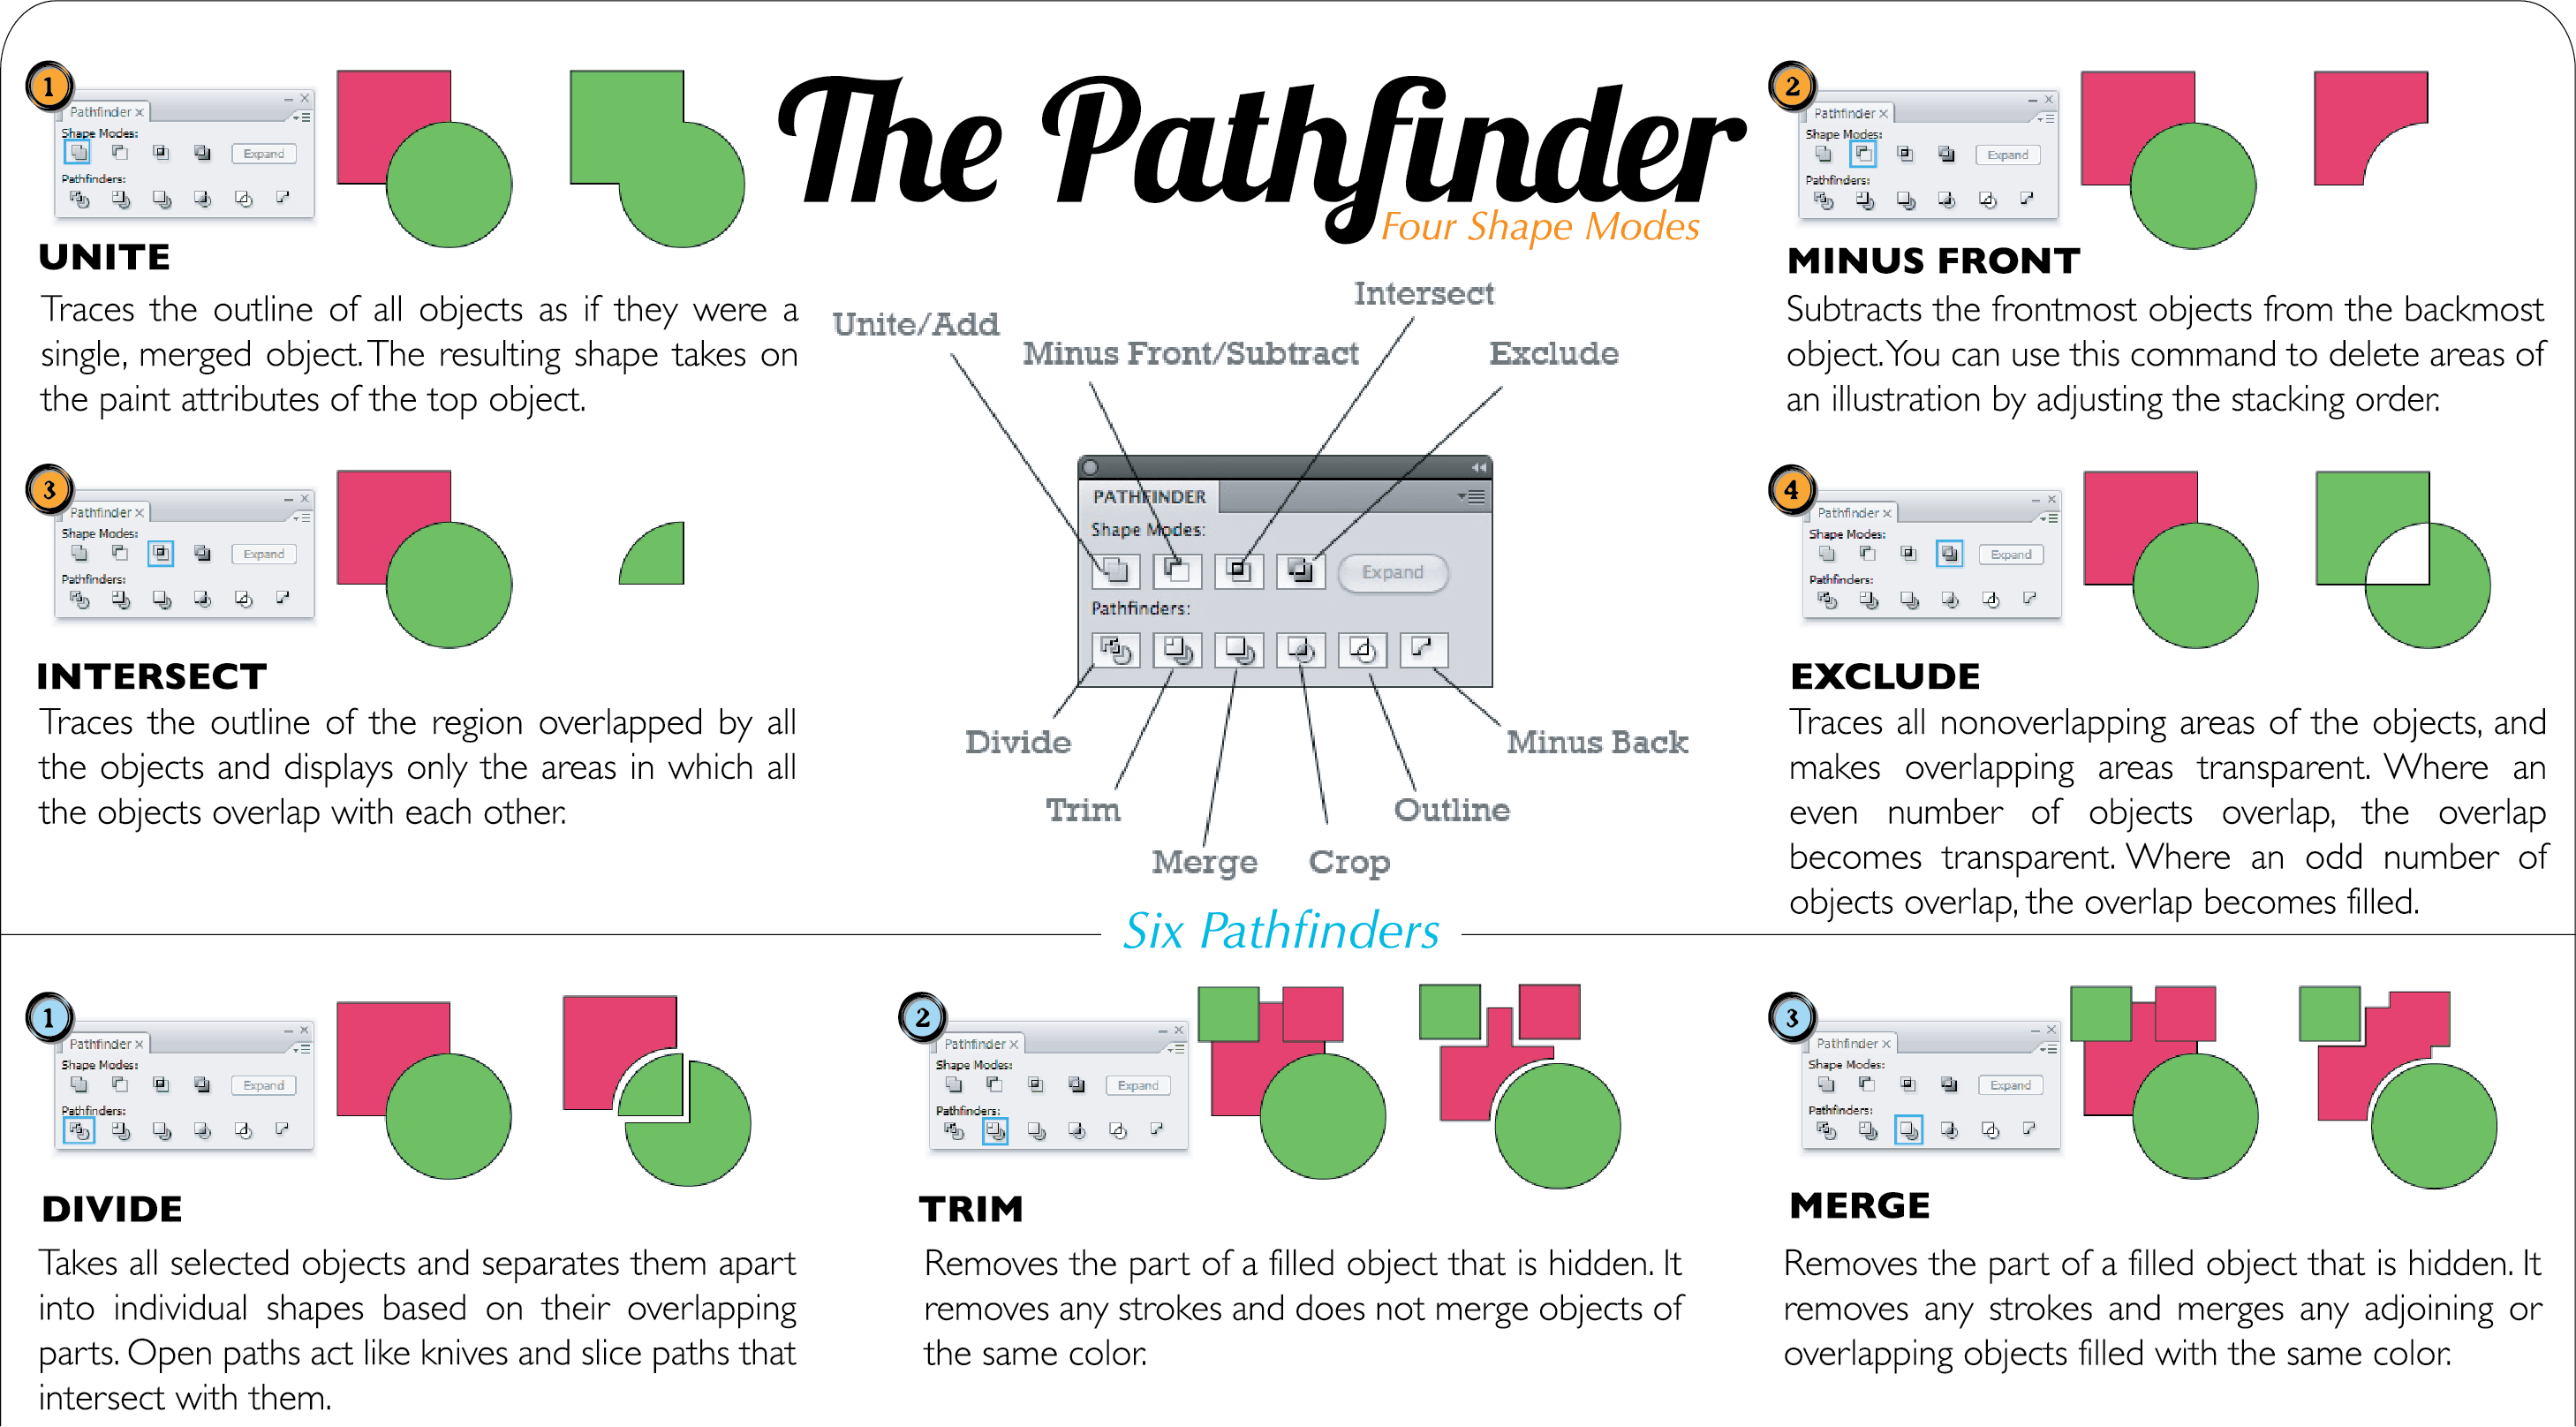 The Pathfinder
Four Shape Modes
1
Pathfinder ×
Shape Modes:
Expand
Pathfinders:
UNITE
Traces the outline of all objects as if they were a
single, merged object. The resulting shape takes on
the paint attributes of the top object.
2
Pathfinder ×
Shape Modes:
Expand
Pathfinders:
MINUS FRONT
Subtracts the frontmost objects from the backmost
object. You can use this command to delete areas of
an illustration by adjusting the stacking order.
Unite/Add
Minus Front/Subtract
Intersect
Exclude
PATHFINDER
Shape Modes:
Expand
Pathfinders:
Divide
Trim
Merge
Crop
Outline
Minus Back
3
Pathfinder ×
Shape Modes:
Expand
Pathfinders:
INTERSECT
Traces the outline of the region overlapped by all
the objects and displays only the areas in which all
the objects overlap with each other.
4
Pathfinder ×
Shape Modes:
Expand
Pathfinders:
EXCLUDE
Traces all nonoverlapping areas of the objects, and
makes overlapping areas transparent. Where an
even number of objects overlap, the overlap
becomes transparent. Where an odd number of
objects overlap, the overlap becomes filled.
Six Pathfinders
1
Pathfinder ×
Shape Modes:
Expand
Pathfinders:
DIVIDE
Takes all selected objects and separates them apart
into individual shapes based on their overlapping
parts. Open paths act like knives and slice paths that
intersect with them.
2
Pathfinder ×
Shape Modes:
Expand
Pathfinders:
TRIM
Removes the part of a filled object that is hidden. It
removes any strokes and does not merge objects of
the same color.
3
Pathfinder ×
Shape Modes:
Expand
Pathfinders:
MERGE
Removes the part of a filled object that is hidden. It
removes any strokes and merges any adjoining or
overlapping objects filled with the same color.